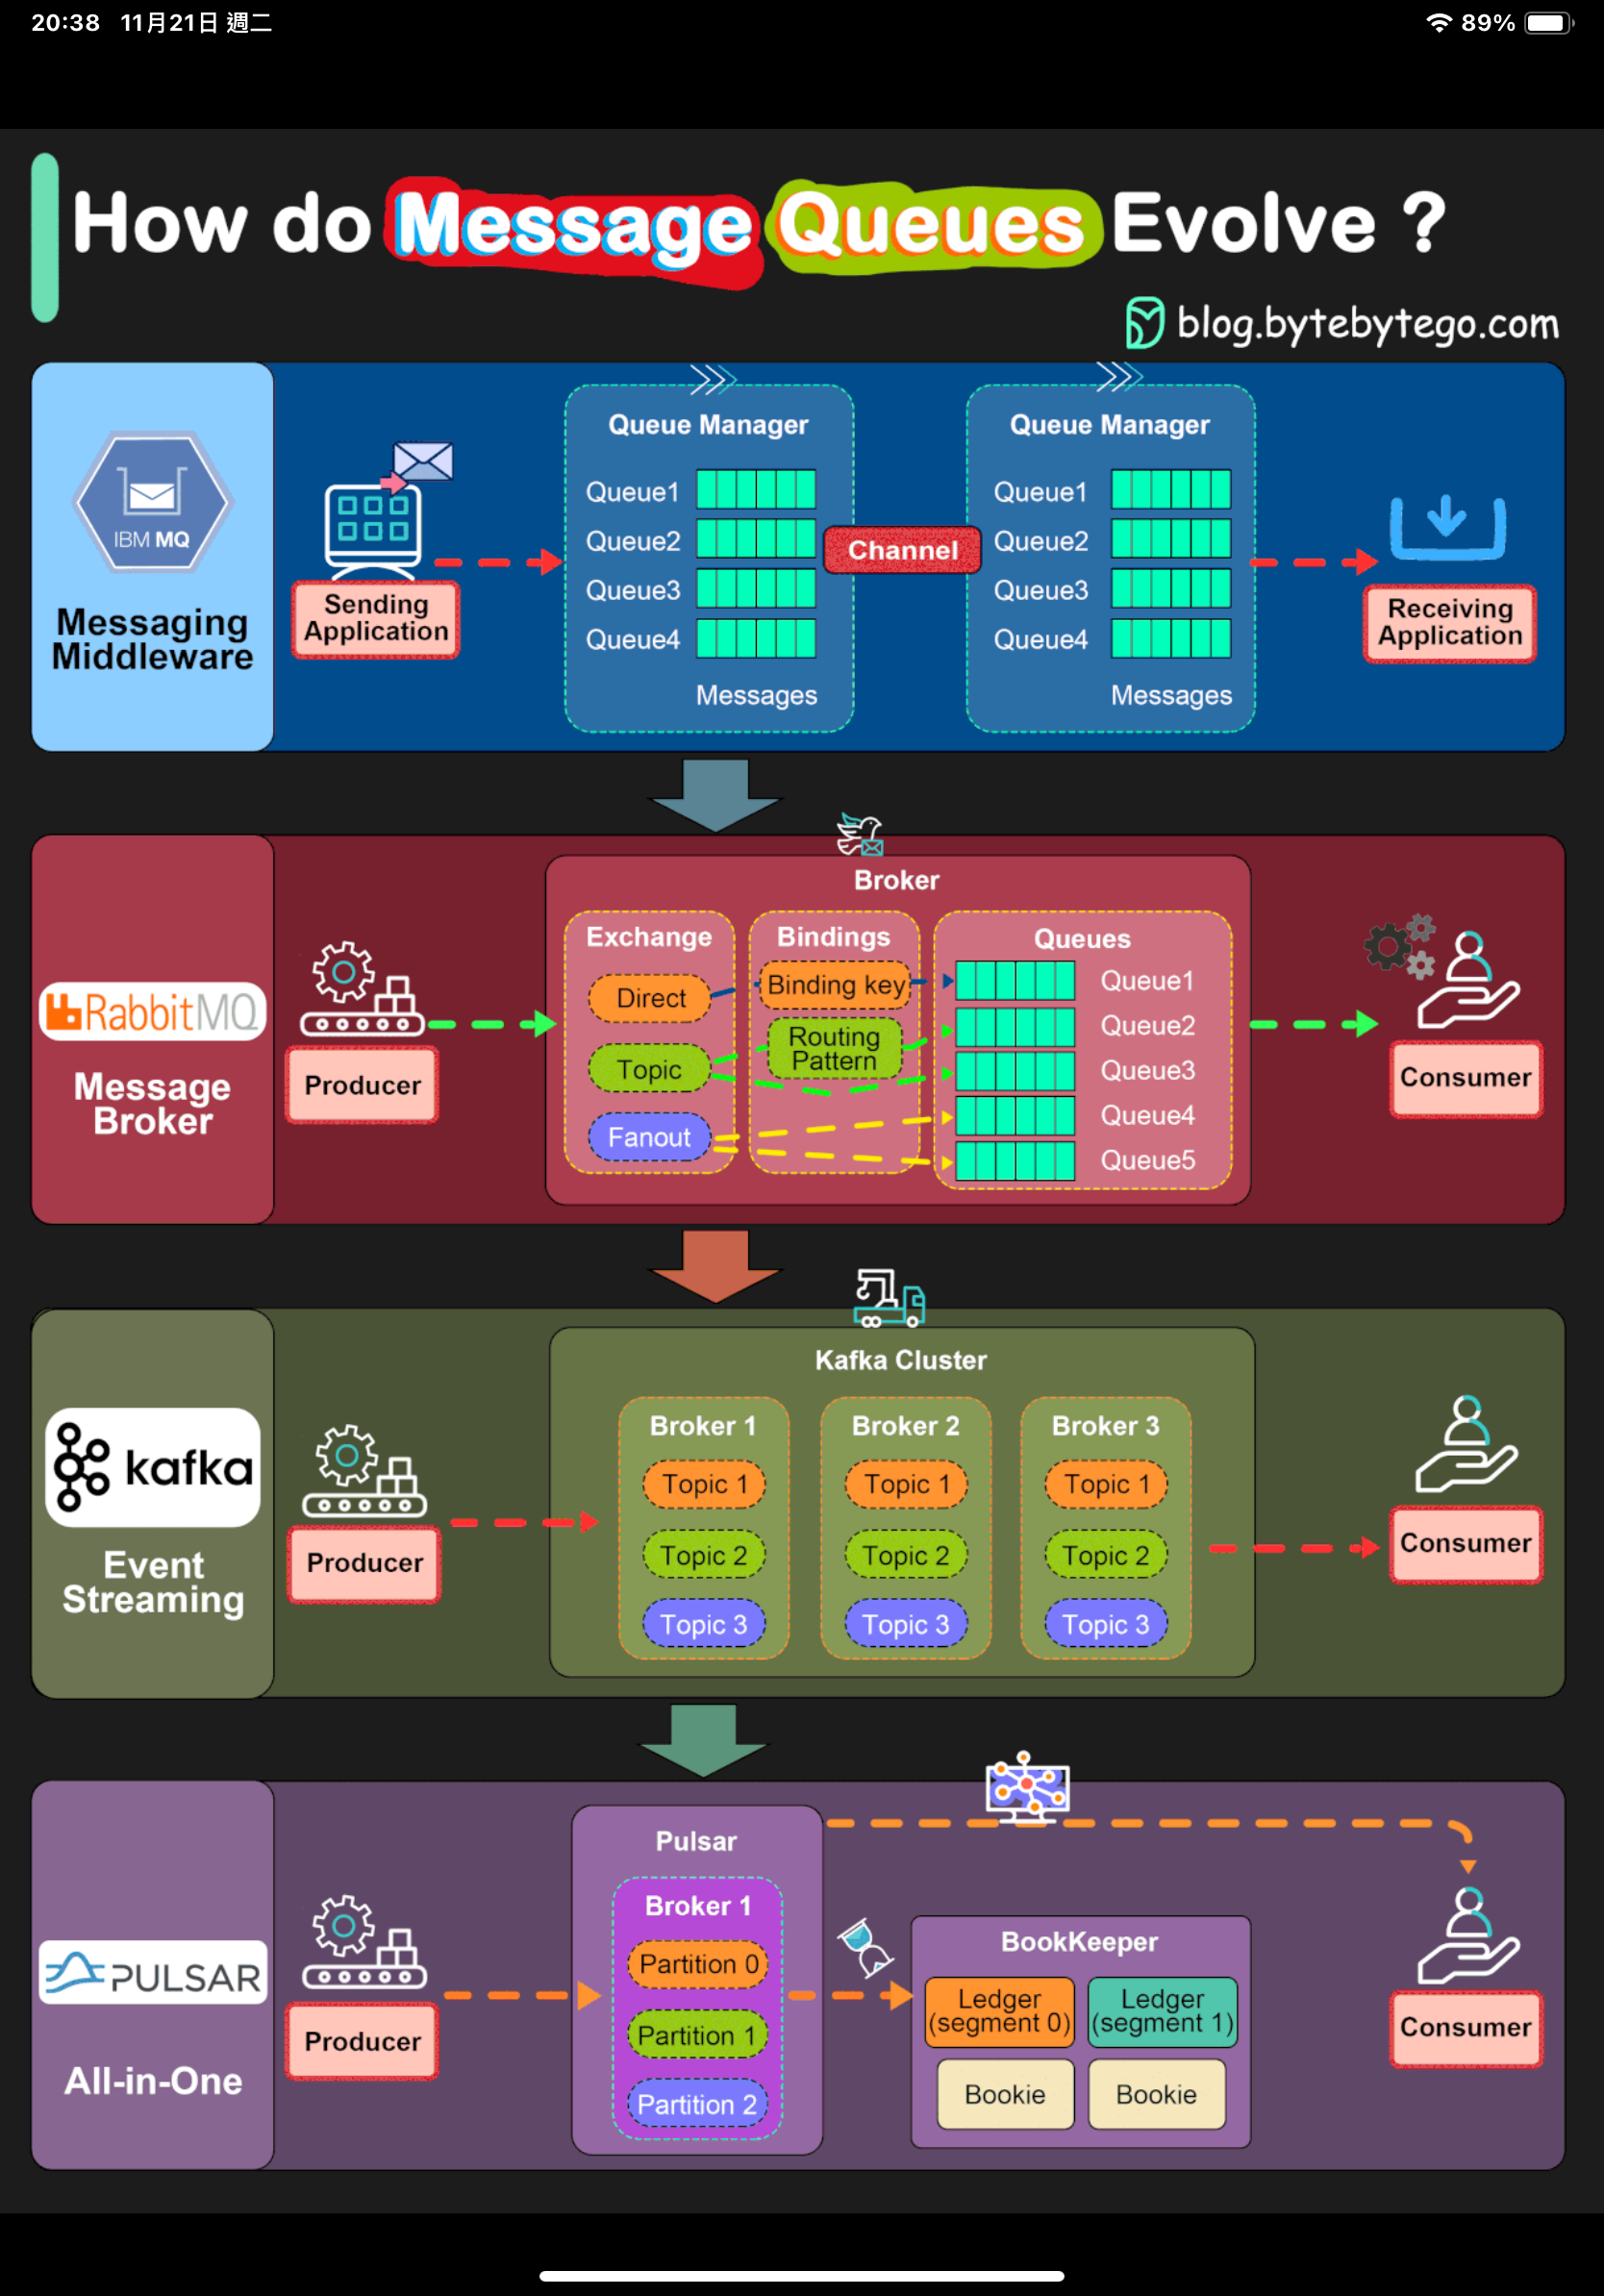 20:38 11月21日 週二
89%
How do Message Queues Evolve ?
blog.bytebytego.com
IBM MQ
Messaging
Middleware
Sending
Application
Queue Manager
Queue1
Queue2
Queue3
Queue4
Messages
Channel
Queue Manager
Queue1
Queue2
Queue3
Queue4
Messages
Receiving
Application
RabbitMQ
Message
Broker
Producer
Broker
Exchange
Direct
Topic
Fanout
Bindings
Binding key
Routing
Pattern
Queues
Queue1
Queue2
Queue3
Queue4
Queue5
Consumer
kafka
Event
Streaming
Producer
Kafka Cluster
Broker 1
Topic 1
Topic 2
Topic 3
Broker 2
Topic 1
Topic 2
Topic 3
Broker 3
Topic 1
Topic 2
Topic 3
Consumer
PULSAR
All-in-One
Producer
Pulsar
Broker 1
Partition 0
Partition 1
Partition 2
BookKeeper
Ledger
(segment 0)
Ledger
(segment 1)
Bookie
Bookie
Consumer